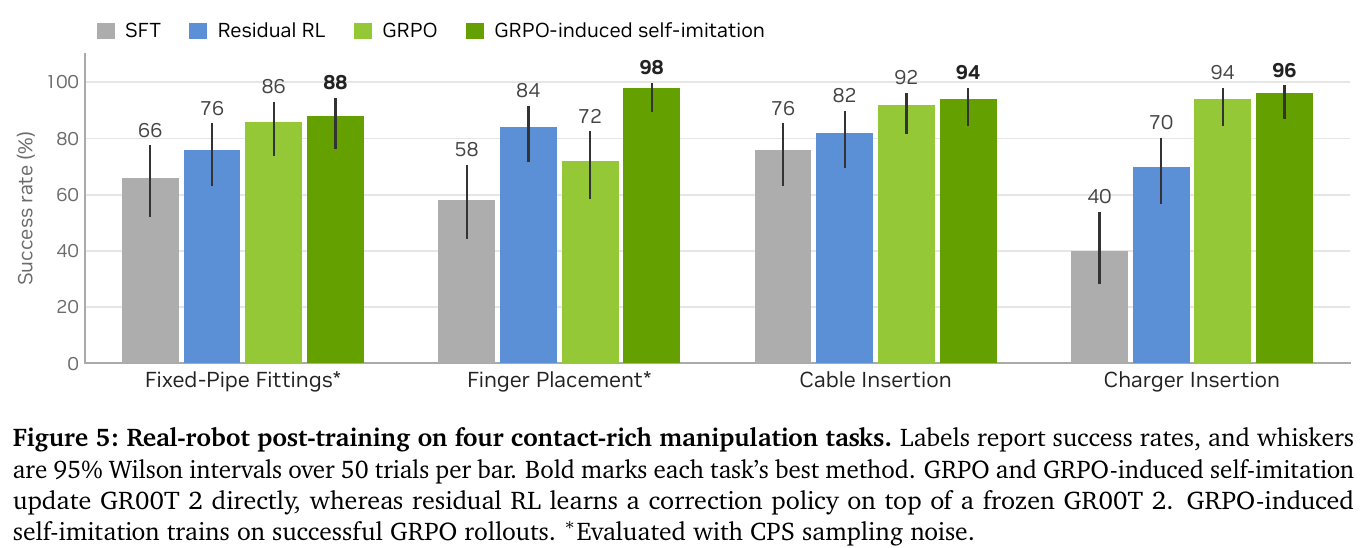 SFT Residual RL GRPO GRPO-induced self-imitation
Success rate (%)
100
80
60
40
20
0
66 76 86 88
58 84 72 98
76 82 92 94
40 70 94 96
Fixed-Pipe Fittings* Finger Placement* Cable Insertion Charger Insertion
Figure 5: Real-robot post-training on four contact-rich manipulation tasks. Labels report success rates, and whiskers
are 95% Wilson intervals over 50 trials per bar. Bold marks each task’s best method. GRPO and GRPO-induced self-imitation
update GR00T 2 directly, whereas residual RL learns a correction policy on top of a frozen GR00T 2. GRPO-induced
self-imitation trains on successful GRPO rollouts. *Evaluated with CPS sampling noise.